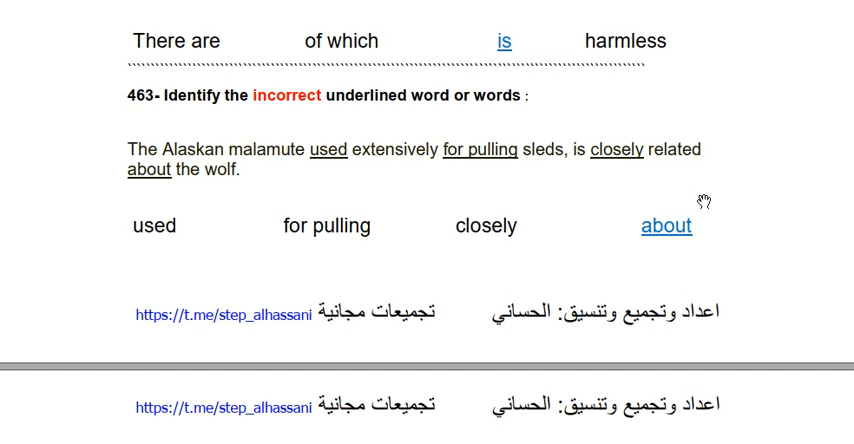 There are of which is harmless
463- Identify the incorrect underlined word or words :
The Alaskan malamute used extensively for pulling sleds, is closely related
about the wolf.
used for pulling closely about
اعداد وتجميع وتنسيق: الحساني تجميعات مجانية https://t.me/step_alhassani
اعداد وتجميع وتنسيق: الحساني تجميعات مجانية https://t.me/step_alhassani